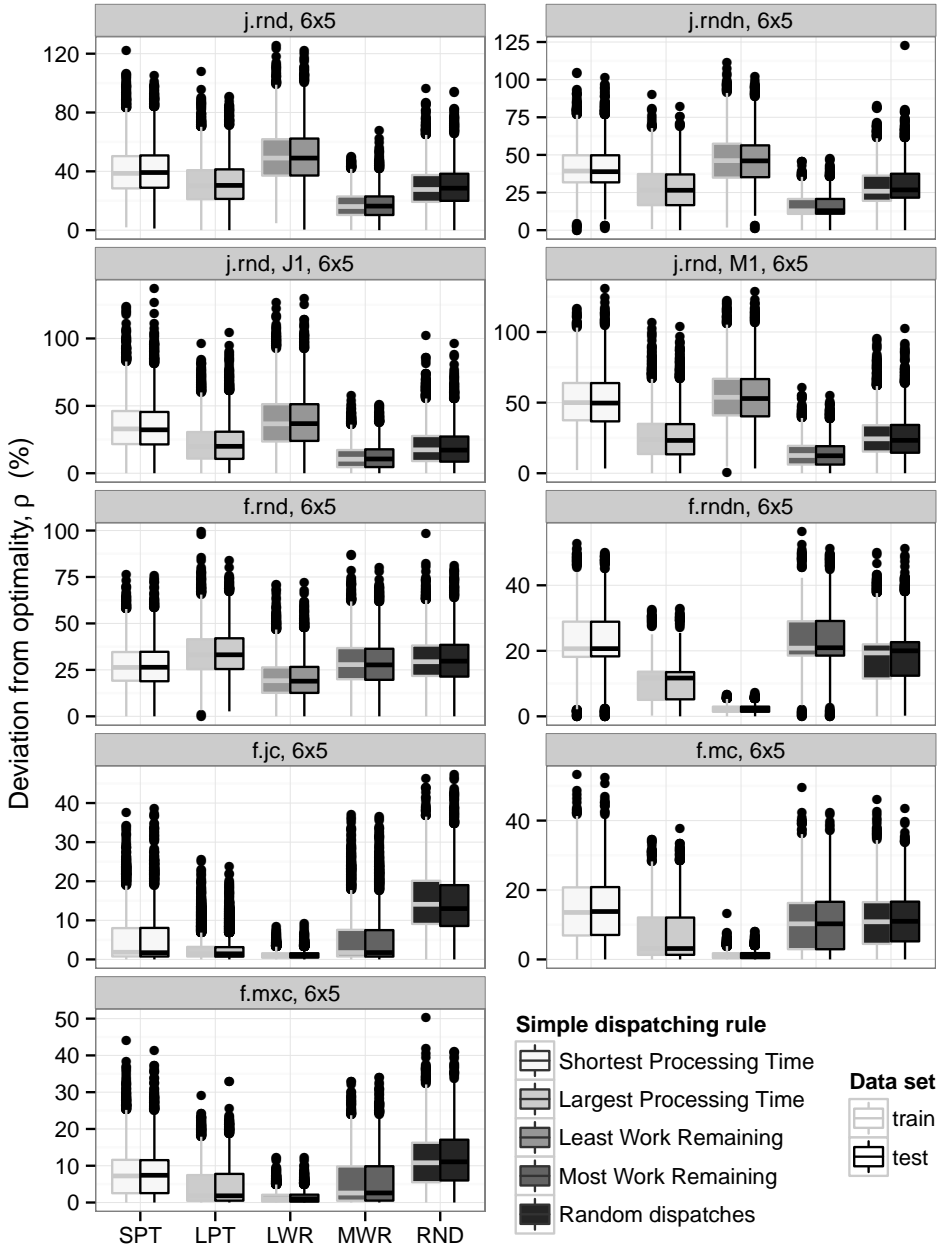 j.rnd, 6x5
j.rndn, 6x5
120
80
40
0
125
100
75
50
25
0
j.rnd, J1, 6x5
j.rnd, M1, 6x5
100
50
0
100
50
0
f.rnd, 6x5
f.rndn, 6x5
100
75
50
25
0
40
20
0
f.jc, 6x5
f.mc, 6x5
40
30
20
10
0
40
20
0
f.mxc, 6x5
50
40
30
20
10
0
SPT LPT LWR MWR RND
Deviation from optimality, ρ (%)
Simple dispatching rule
Shortest Processing Time
Largest Processing Time
Least Work Remaining
Most Work Remaining
Random dispatches
Data set
train
test